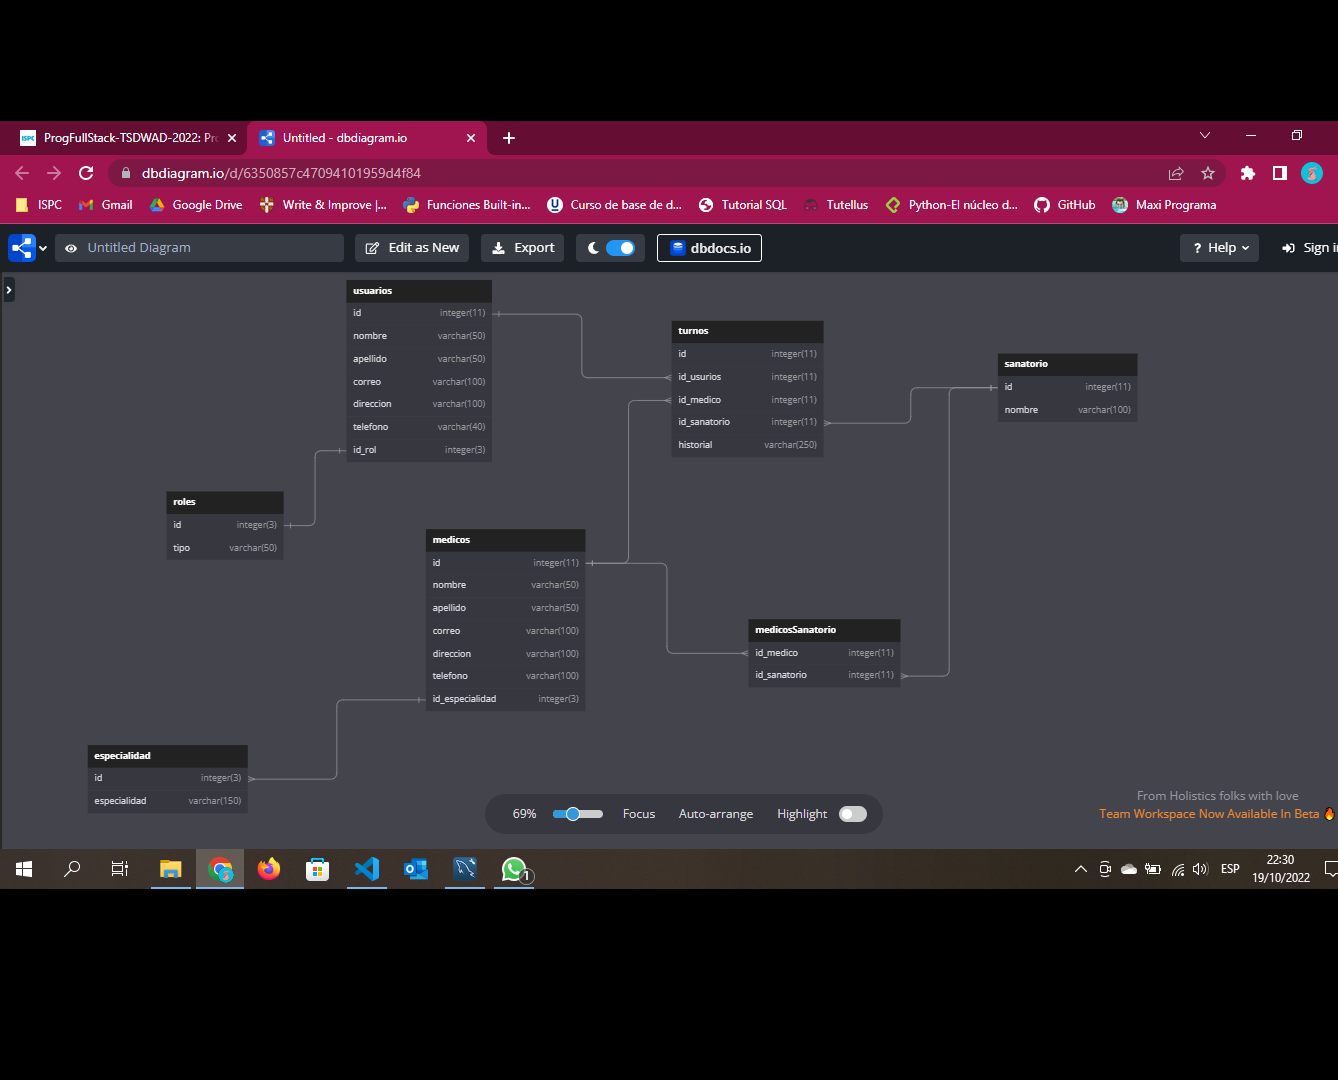 ProgFullStack-TSDWAD-2022: Pr
Untitled - dbdiagram.io
dbdiagram.io/d/6350857c47094101959d4f84
ISPC
Gmail
Google Drive
Write & Improve |...
Funciones Built-in...
Curso de base de d...
Tutorial SQL
Tutellus
Python-El núcleo d...
GitHub
Maxi Programa
Untitled Diagram
Edit as New
Export
dbdocs.io
? Help
Sign i
usuarios
id integer(11)
nombre varchar(50)
apellido varchar(50)
correo varchar(100)
direccion varchar(100)
telefono varchar(40)
id_rol integer(3)
turnos
id integer(11)
id_usurios integer(11)
id_medico integer(11)
id_sanatorio integer(11)
historial varchar(250)
sanatorio
id integer(11)
nombre varchar(100)
roles
id integer(3)
tipo varchar(50)
medicos
id integer(11)
nombre varchar(50)
apellido varchar(50)
correo varchar(100)
direccion varchar(100)
telefono varchar(100)
id_especialidad integer(3)
medicosSanatorio
id_medico integer(11)
id_sanatorio integer(11)
especialidad
id integer(3)
especialidad varchar(150)
69%
Focus
Auto-arrange
Highlight
From Holistics folks with love
Team Workspace Now Available In Beta 🔥
1
ESP
22:30
19/10/2022